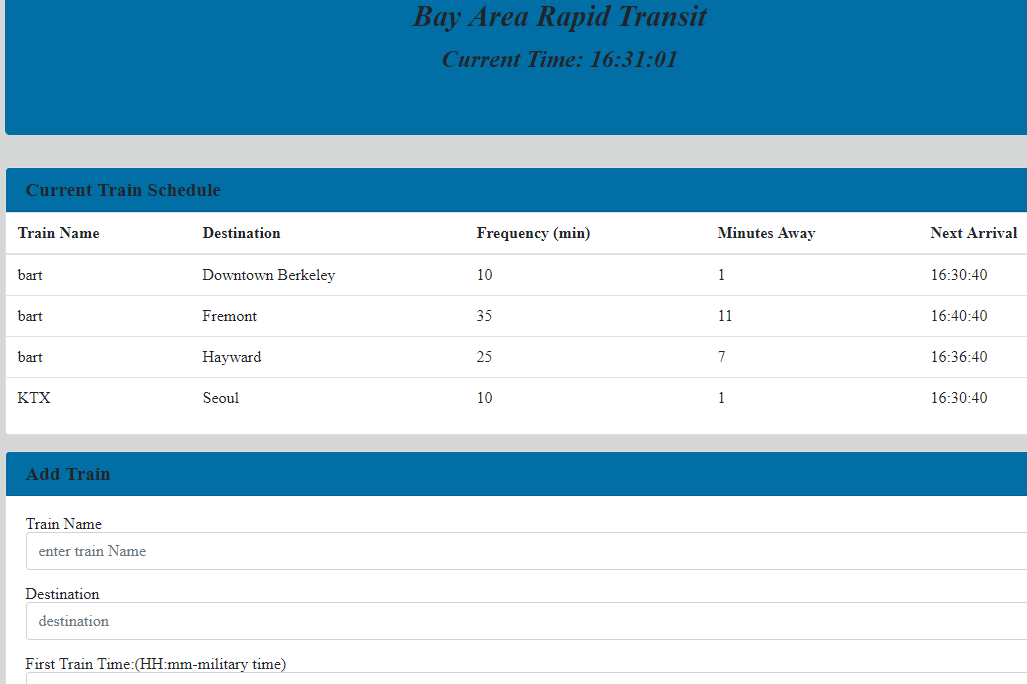 Bay Area Rapid Transit
Current Time: 16:31:01
Current Train Schedule
Train Name Destination Frequency (min) Minutes Away Next Arrival
bart Downtown Berkeley 10 1 16:30:40
bart Fremont 35 11 16:40:40
bart Hayward 25 7 16:36:40
KTX Seoul 10 1 16:30:40
Add Train
Train Name
enter train Name
Destination
destination
First Train Time:(HH:mm-military time)